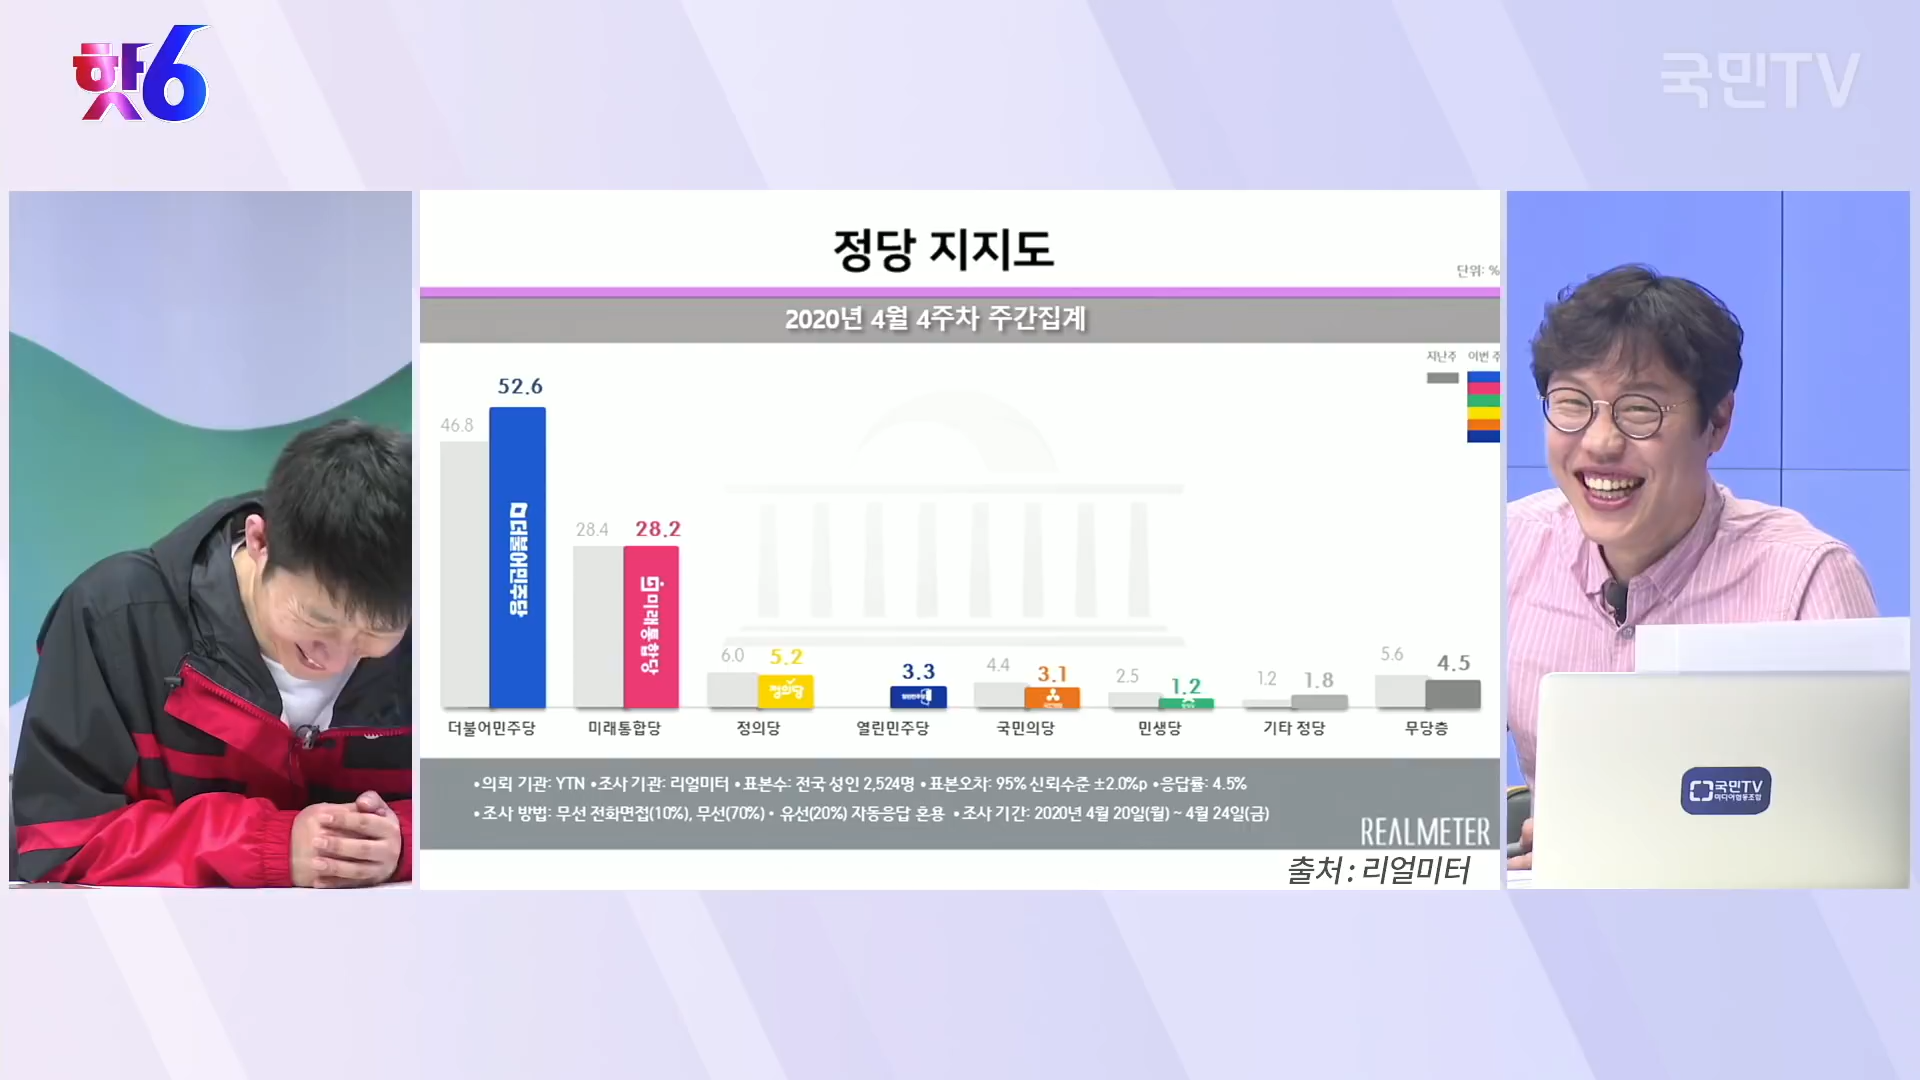 핫6
국민TV
정당 지지도
단위: %
2020년 4월 4주차 주간집계
지난주 이번 주
46.8 52.6
28.4 28.2
6.0 5.2
3.3
4.4 3.1
2.5 1.2
1.2 1.8
5.6 4.5
더불어민주당
미래통합당
정의당
더불어민주당 미래통합당 정의당 열린민주당 국민의당 민생당 기타 정당 무당층
•의뢰 기관: YTN •조사 기관: 리얼미터 •표본수: 전국 성인 2,524명 •표본오차: 95% 신뢰수준 ±2.0%p •응답률: 4.5%
•조사 방법: 무선 전화면접(10%), 무선(70%)• 유선(20%) 자동응답 혼용 •조사 기간: 2020년 4월 20일(월) ~ 4월 24일(금)
REALMETER
출처 : 리얼미터
국민TV
미디어협동조합